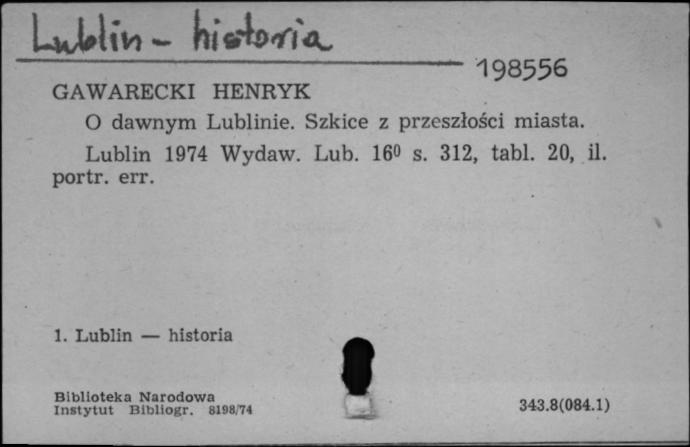 Lublin - historia
198556
GAWARECKI HENRYK
O dawnym Lublinie. Szkice z przeszłości miasta.
Lublin 1974 Wydaw. Lub. 16⁰ s. 312, tabl. 20, il.
portr. err.
1. Lublin — historia
Biblioteka Narodowa
Instytut Bibliogr. 8198/74
343.8(084.1)